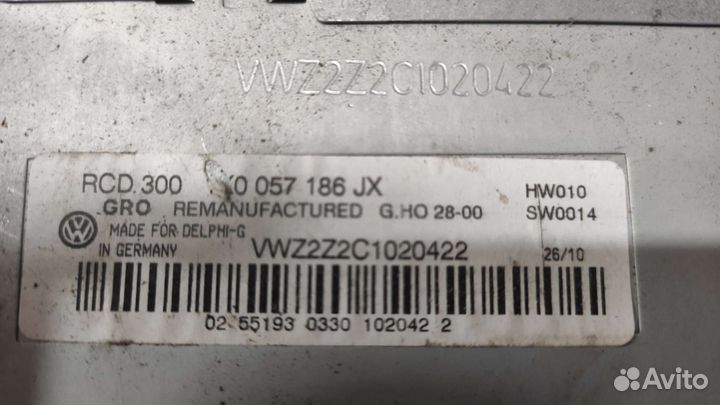 VWZ2Z2C1020422
RCD 300 K0 057 186 JX HW010
GRO REMANUFACTURED G.HO 28-00 SW0014
MADE FOR DELPHI-G
IN GERMANY VWZ2Z2C1020422 26/10
02 55193 0330 102042 2
Avito